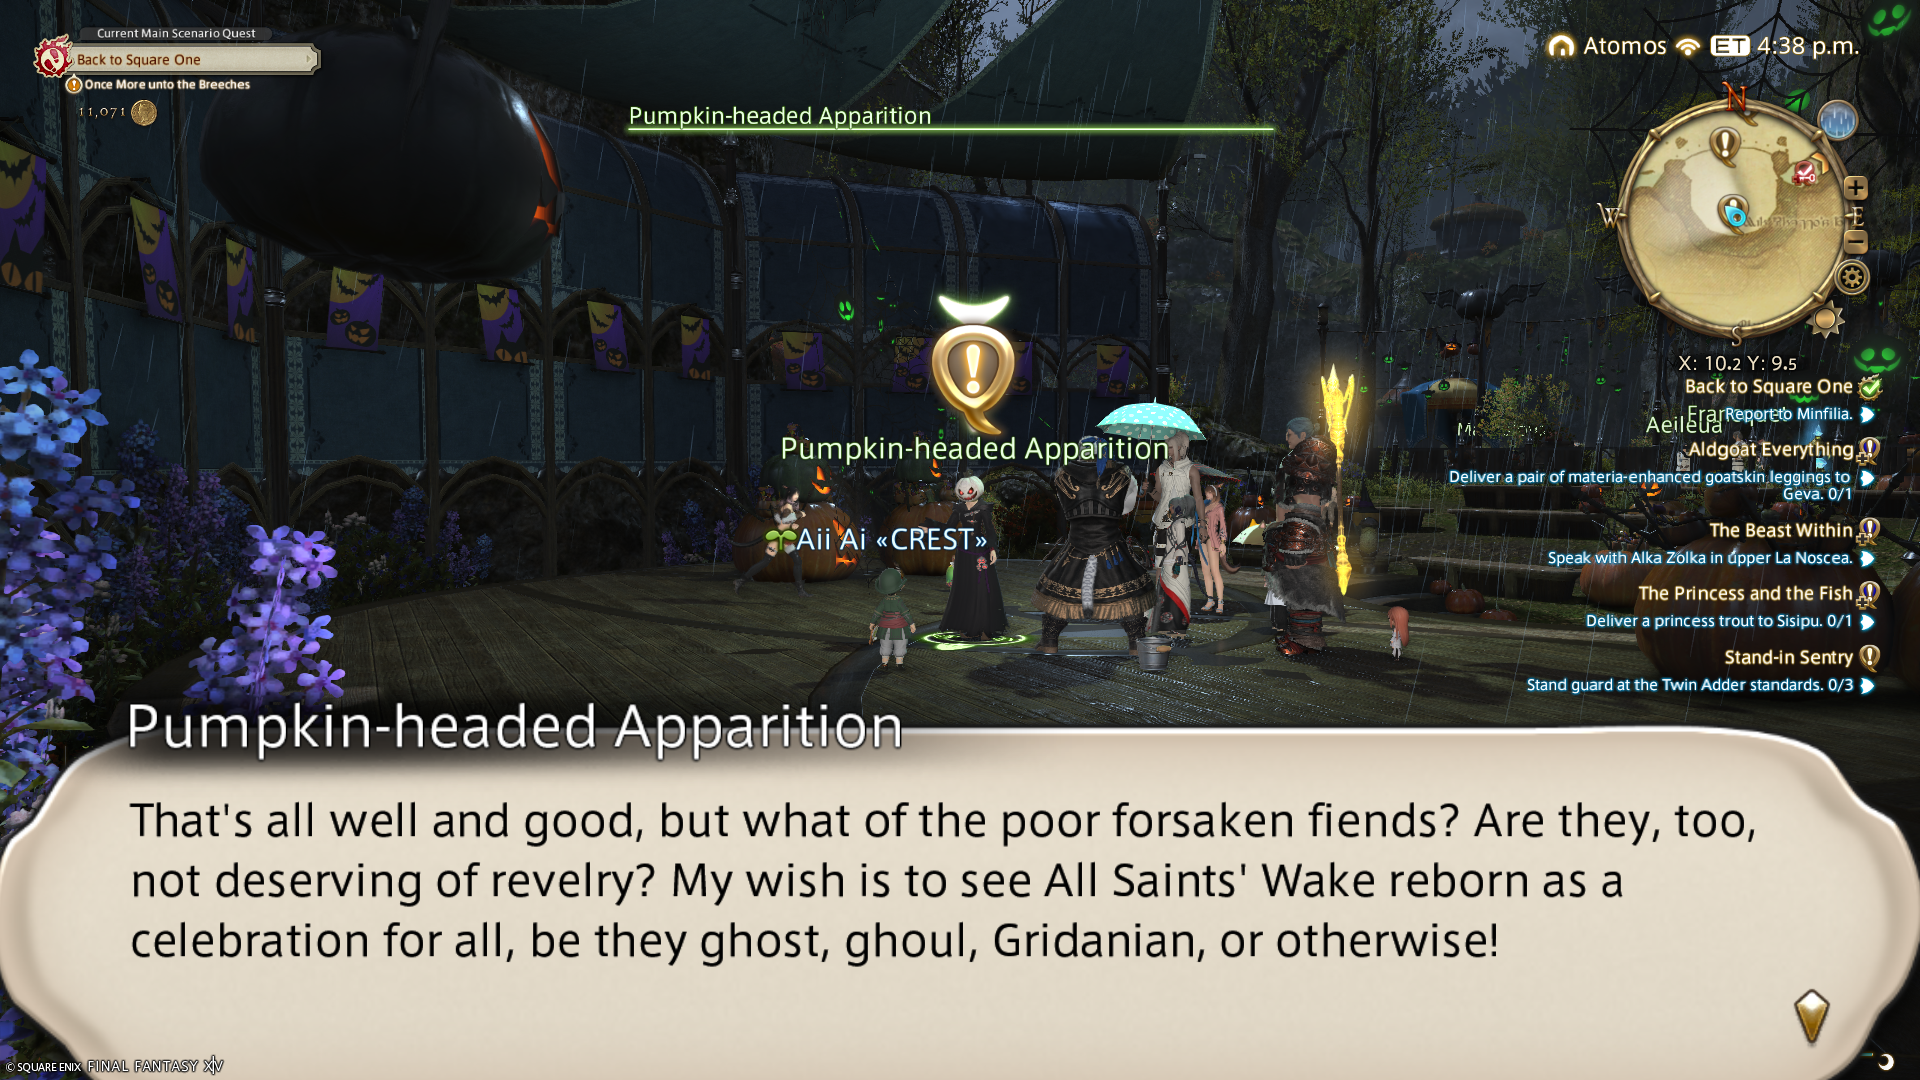 Current Main Scenario Quest
Back to Square One
Once More unto the Breeches
11,071
Pumpkin-headed Apparition
Atomos ET 4:38 p.m.
N
W
E
S
X: 10.2 Y: 9.5
Back to Square One
Report to Minfilia.
Aldgoat Everything
Deliver a pair of materia-enhanced goatskin leggings to
Geva. 0/1
The Beast Within
Speak with Alka Zolka in upper La Noscea.
The Princess and the Fish
Deliver a princess trout to Sisipu. 0/1
Stand-in Sentry
Stand guard at the Twin Adder standards. 0/3
Pumpkin-headed Apparition
Aii Ai «CREST»
Pumpkin-headed Apparition
That's all well and good, but what of the poor forsaken fiends? Are they, too,
not deserving of revelry? My wish is to see All Saints' Wake reborn as a
celebration for all, be they ghost, ghoul, Gridanian, or otherwise!
© SQUARE ENIX FINAL FANTASY XIV